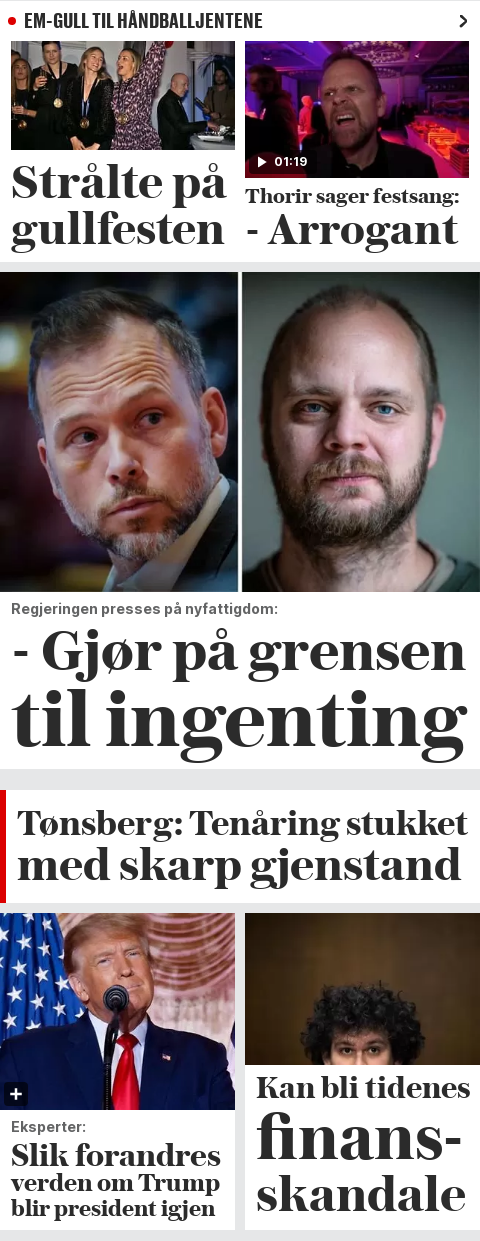 EM-GULL TIL HÅNDBALLJENTENE
Strålte på
gullfesten
01:19
Thorir sager festsang:
- Arrogant
Regjeringen presses på nyfattigdom:
- Gjør på grensen
til ingenting
Tønsberg: Tenåring stukket
med skarp gjenstand
Eksperter:
Slik forandres
verden om Trump
blir president igjen
Kan bli tidenes
finans-
skandale